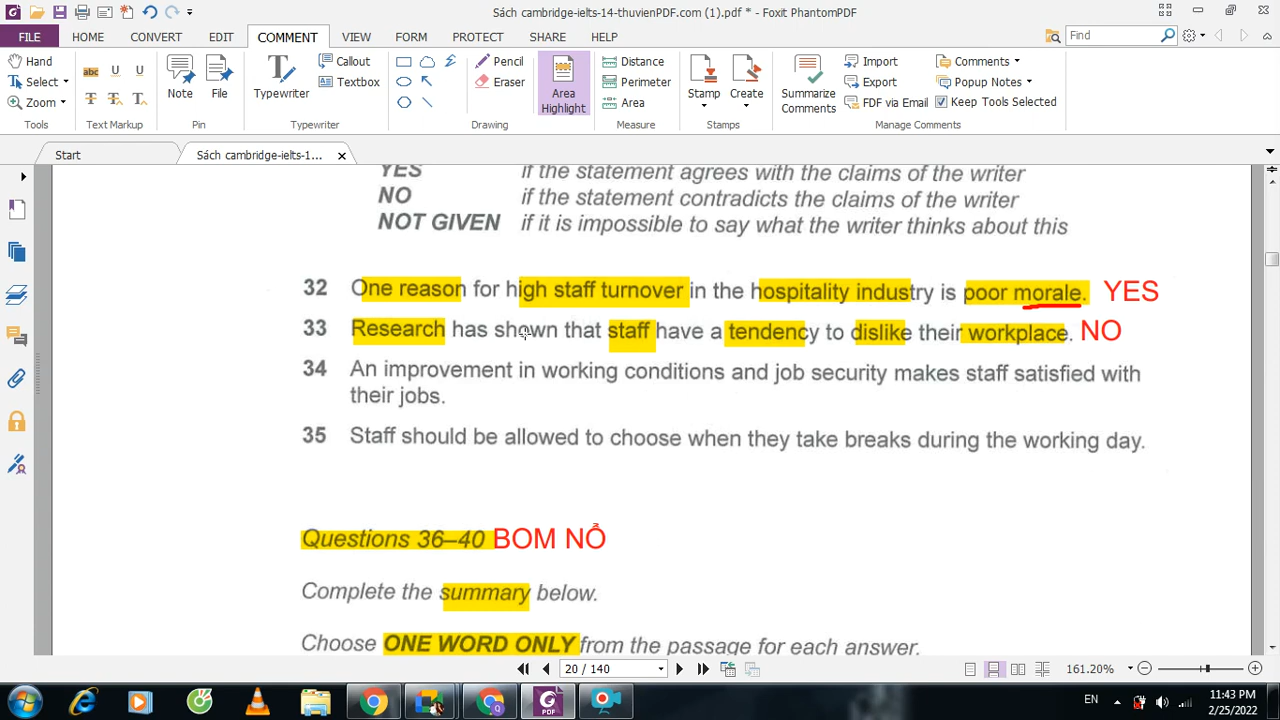 Sách cambridge-ielts-14-thuvienPDF.com (1).pdf * - Foxit PhantomPDF
FILE HOME CONVERT EDIT COMMENT VIEW FORM PROTECT SHARE HELP Find
Hand
Select
Zoom
Tools
abc U U
T T T
Text Markup
Note File
Pin
Typewriter
Callout
Textbox
Typewriter
Pencil
Eraser
Area Highlight
Drawing
Distance
Perimeter
Area
Measure
Stamp Create
Stamps
Summarize Comments
Import
Export
FDF via Email
Comments
Popup Notes
Keep Tools Selected
Manage Comments
Start Sách cambridge-ielts-1...
YES if the statement agrees with the claims of the writer
NO if the statement contradicts the claims of the writer
NOT GIVEN if it is impossible to say what the writer thinks about this
32 One reason for high staff turnover in the hospitality industry is poor morale. YES
33 Research has shown that staff have a tendency to dislike their workplace. NO
34 An improvement in working conditions and job security makes staff satisfied with
their jobs.
35 Staff should be allowed to choose when they take breaks during the working day.
Questions 36–40 BOM NỔ
Complete the summary below.
Choose ONE WORD ONLY from the passage for each answer.
20 / 140 161.20%
EN 11:43 PM
2/25/2022